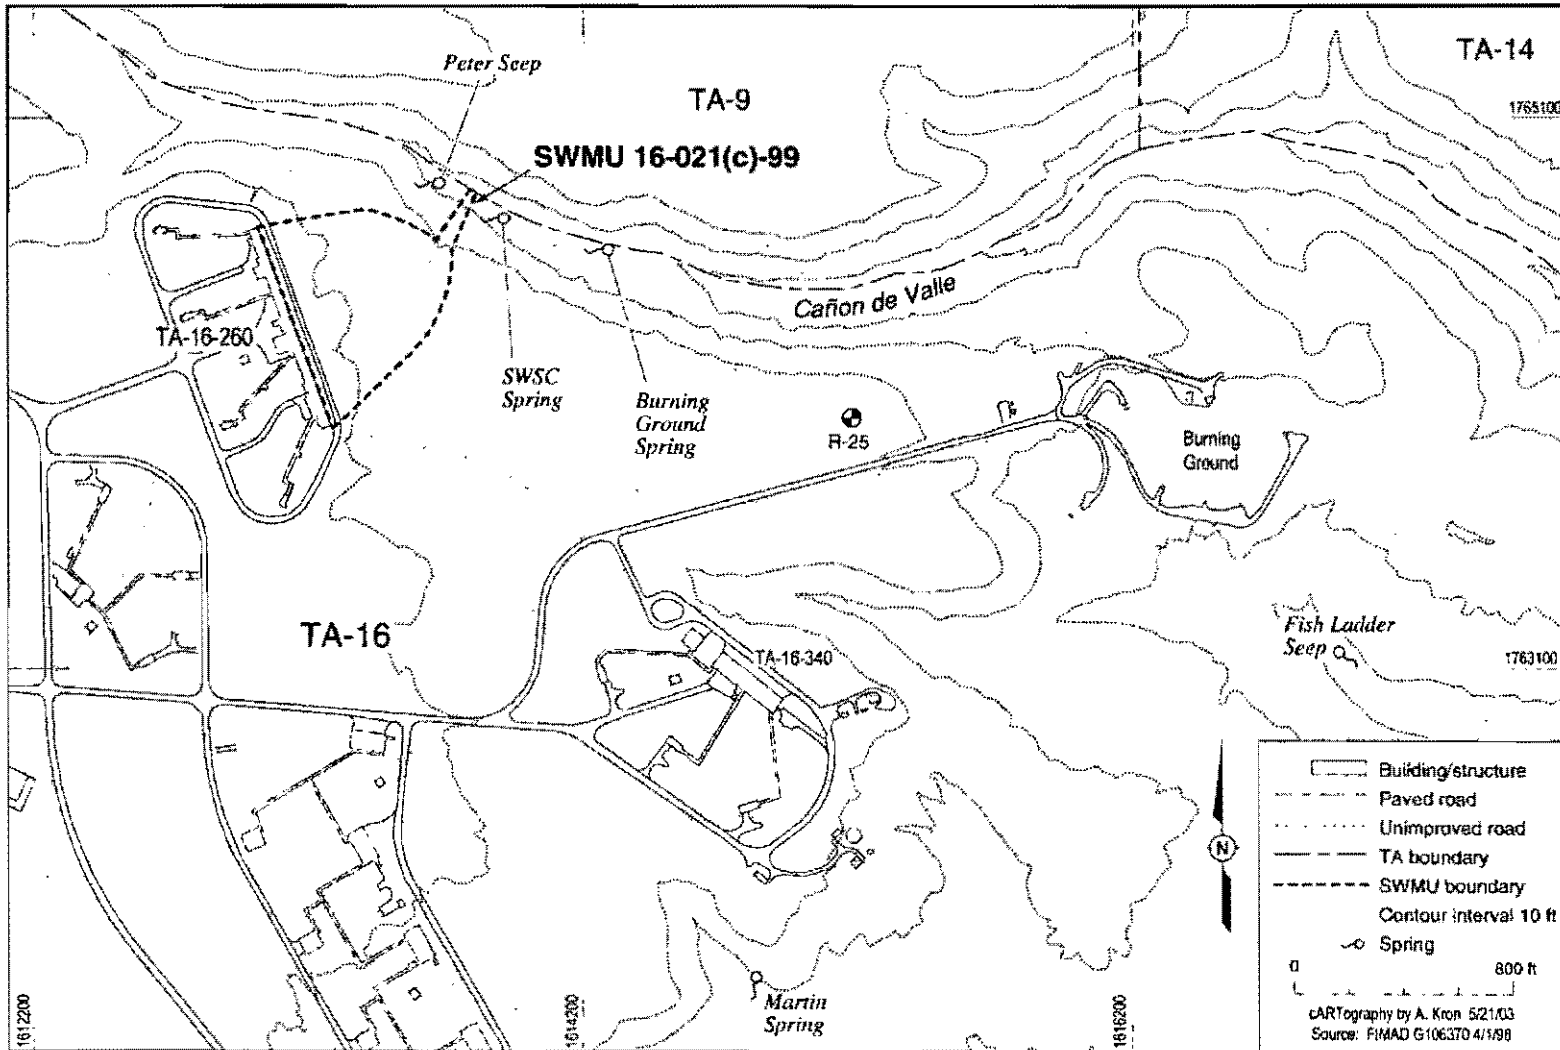 Peter Seep
TA-9
TA-14
1765100
SWMU 16-021(c)-99
Cañon de Valle
TA-16-260
SWSC
Spring
Burning
Ground
Spring
R-25
Burning
Ground
TA-16
TA-16-340
Fish Ladder
Seep
1763100
Building/structure
Paved road
Unimproved road
TA boundary
SWMU boundary
Contour interval 10 ft
Spring
N
0
800 ft
Martin
Spring
1612200
1614200
1616200
cARTography by A. Kron 5/21/03
Source: FIMAD G106370 4/1/98